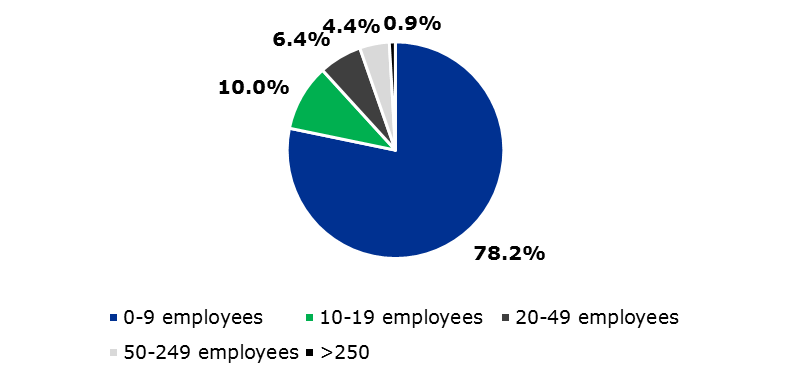 4.4% 0.9%
6.4%
10.0%
78.2%
0-9 employees 10-19 employees 20-49 employees
50-249 employees >250